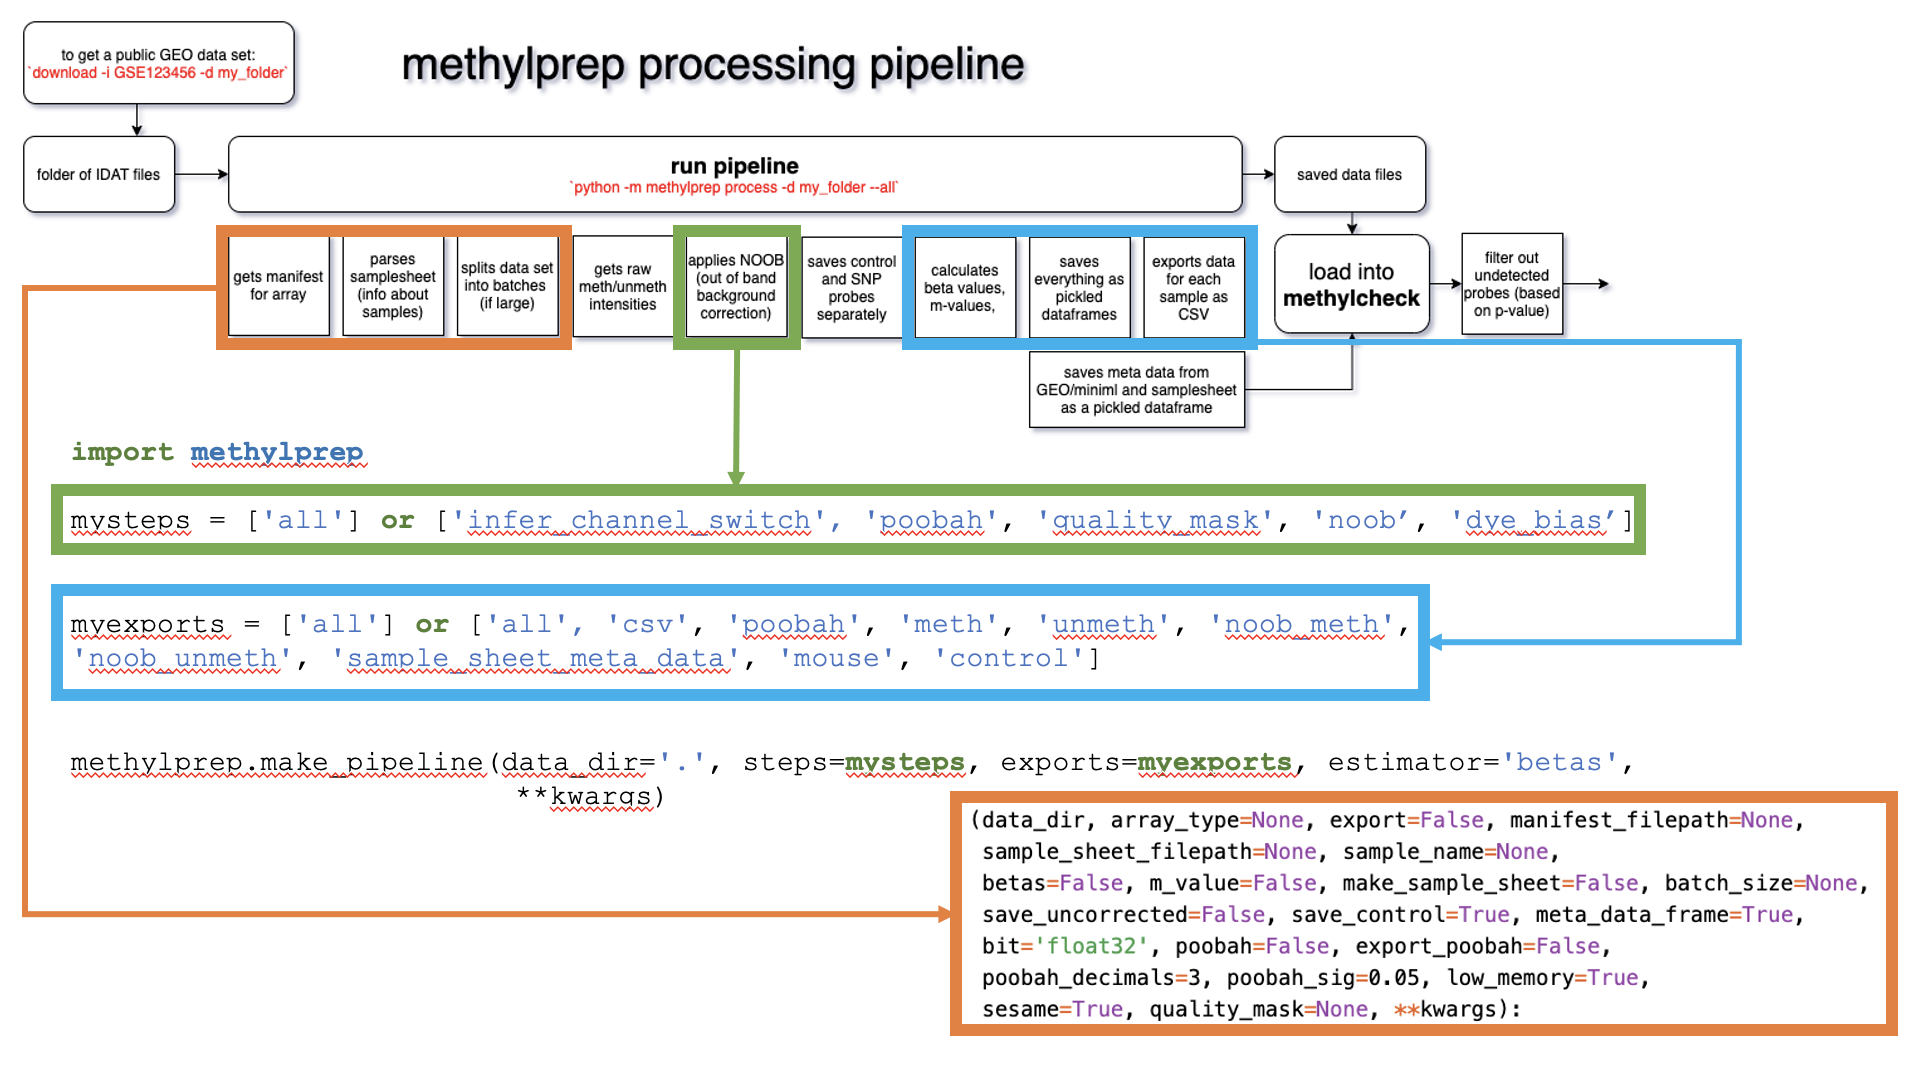 to get a public GEO data set:
`download -i GSE123456 -d my_folder`
methylprep processing pipeline
folder of IDAT files
run pipeline
`python -m methylprep process -d my_folder --all`
saved data files
gets manifest
for array
parses
samplesheet
(info about
samples)
splits data set
into batches
(if large)
gets raw
meth/unmeth
intensities
applies NOOB
(out of band
background
correction)
saves control
and SNP
probes
separately
calculates
beta values,
m-values,
saves
everything as
pickled
dataframes
exports data
for each
sample as
CSV
load into
methylcheck
filter out
undetected
probes (based
on p-value)
saves meta data from
GEO/miniml and samplesheet
as a pickled dataframe
import methylprep
mysteps = ['all'] or ['infer_channel_switch', 'poobah', 'quality_mask', 'noob’, 'dye_bias’]
myexports = ['all'] or ['all', 'csv', 'poobah', 'meth', 'unmeth', 'noob_meth',
'noob_unmeth', 'sample_sheet_meta_data', 'mouse', 'control']
methylprep.make_pipeline(data_dir='.', steps=mysteps, exports=myexports, estimator='betas',
**kwargs)
(data_dir, array_type=None, export=False, manifest_filepath=None,
sample_sheet_filepath=None, sample_name=None,
betas=False, m_value=False, make_sample_sheet=False, batch_size=None,
save_uncorrected=False, save_control=True, meta_data_frame=True,
bit='float32', poobah=False, export_poobah=False,
poobah_decimals=3, poobah_sig=0.05, low_memory=True,
sesame=True, quality_mask=None, **kwargs):